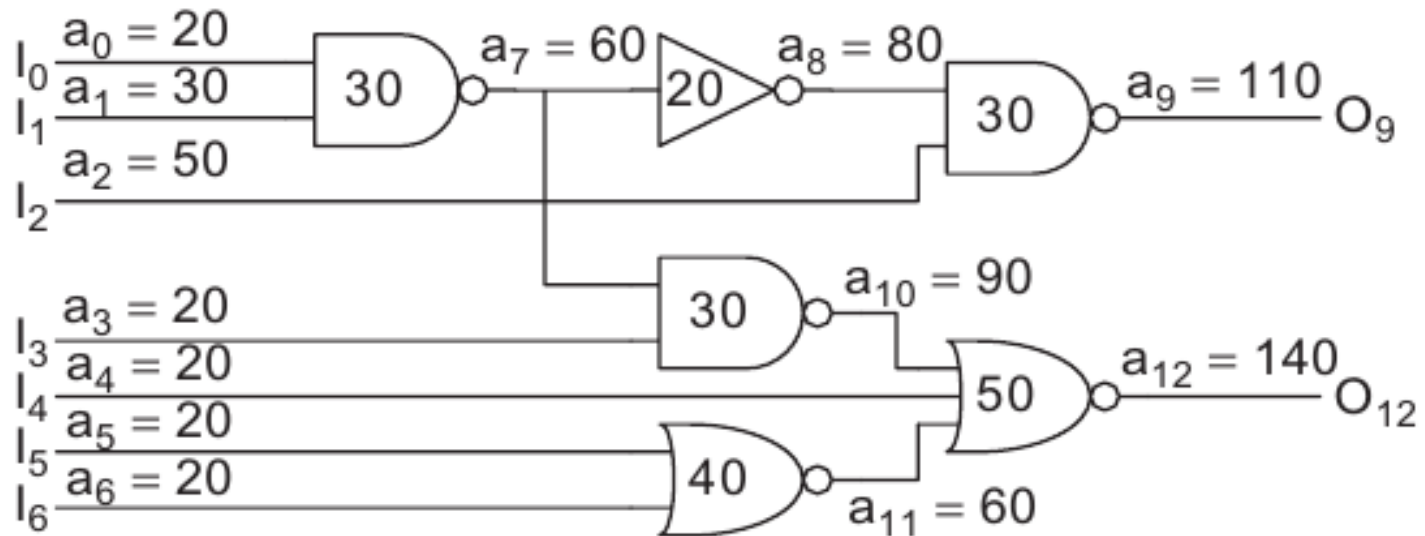 I₀ a₀ = 20
30
a₇ = 60
20
a₈ = 80
30
a₉ = 110
O₉
I₁ a₁ = 30
I₂ a₂ = 50
30
a₁₀ = 90
I₃ a₃ = 20
I₄ a₄ = 20
50
a₁₂ = 140
O₁₂
I₅ a₅ = 20
I₆ a₆ = 20
40
a₁₁ = 60